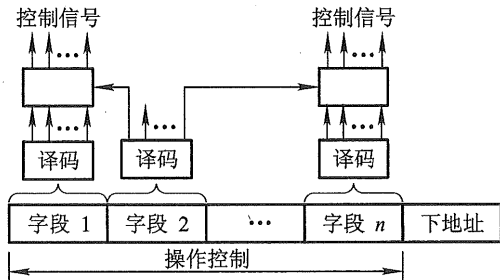 控制信号 控制信号
… …
…
… …
译码 译码 译码
字段 1 字段 2 … 字段 n 下地址
操作控制